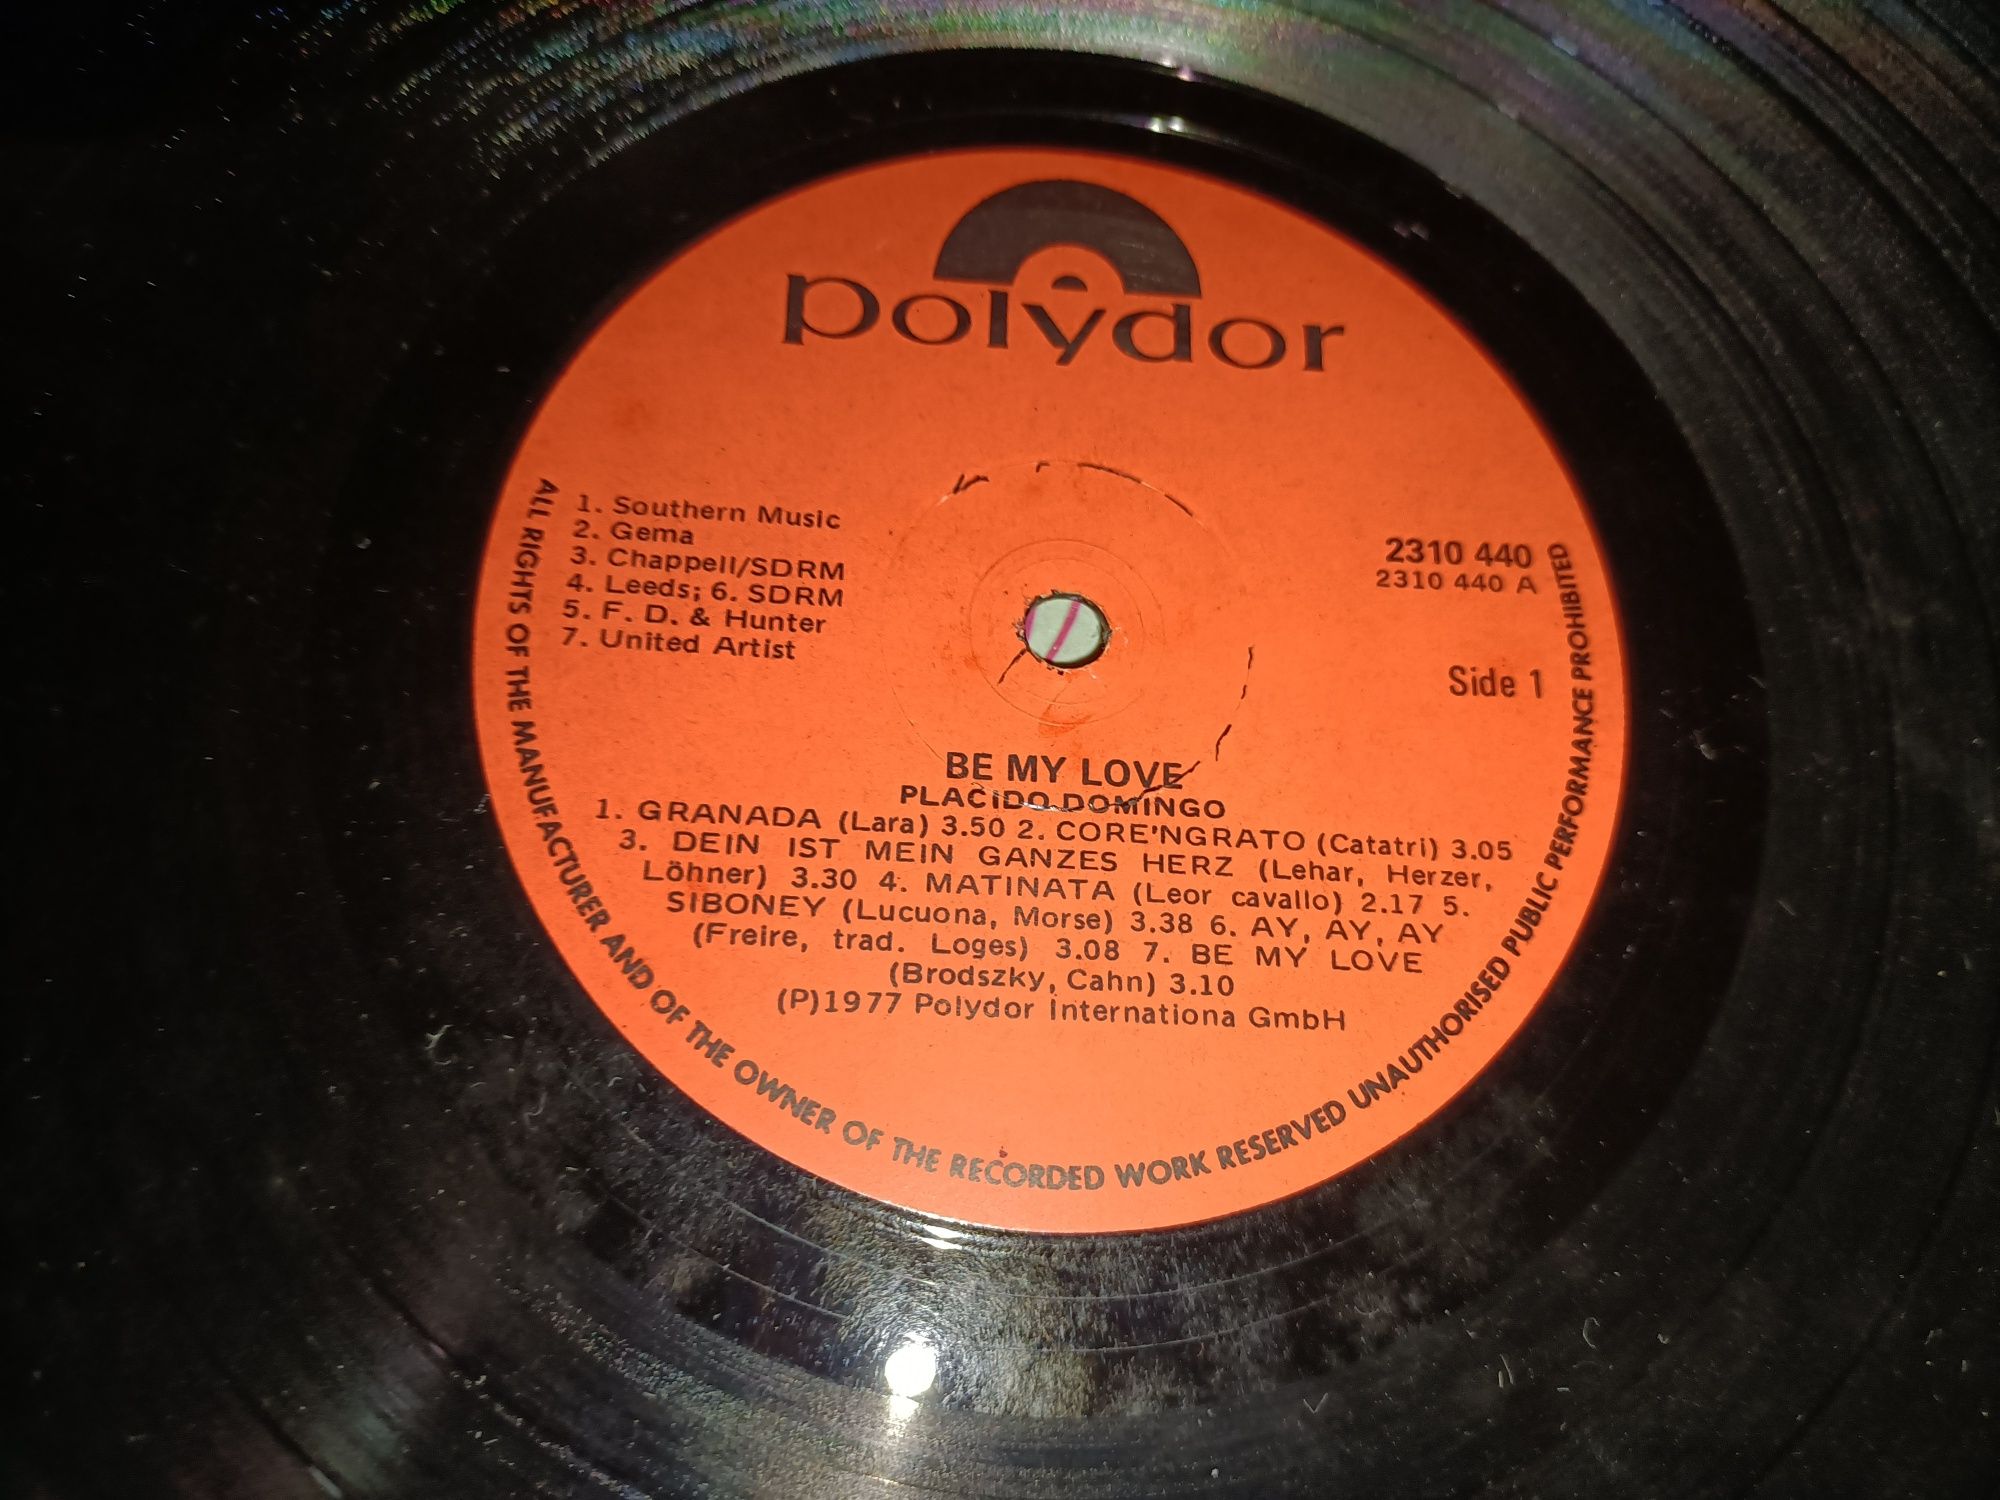 polydor
1. Southern Music
2. Gema
3. Chappell/SDRM
4. Leeds; 6. SDRM
5. F. D. & Hunter
7. United Artist
2310 440
2310 440 A
Side 1
BE MY LOVE
PLACIDO DOMINGO
1. GRANADA (Lara) 3.50 2. CORE'NGRATO (Catatri) 3.05
3. DEIN IST MEIN GANZES HERZ (Lehar, Herzer,
Löhner) 3.30 4. MATINATA (Leor cavallo) 2.17 5.
SIBONEY (Lucuona, Morse) 3.38 6. AY, AY, AY
(Freire, trad. Loges) 3.08 7. BE MY LOVE
(Brodszky, Cahn) 3.10
(P)1977 Polydor Internationa GmbH
ALL RIGHTS OF THE MANUFACTURER AND OF THE OWNER OF THE RECORDED WORK RESERVED UNAUTHORISED PUBLIC PERFORMANCE PROHIBITED